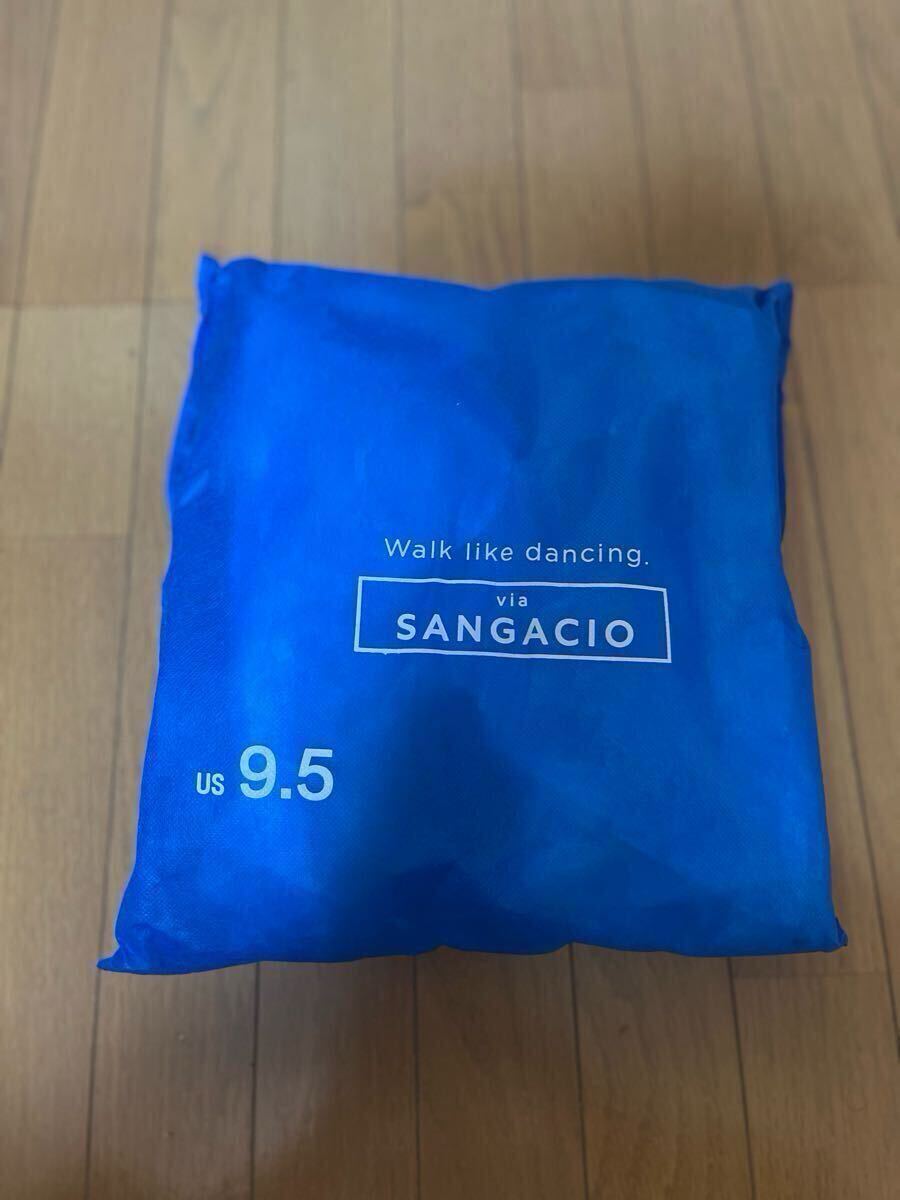 Walk like dancing.
via
SANGACIO
US 9.5